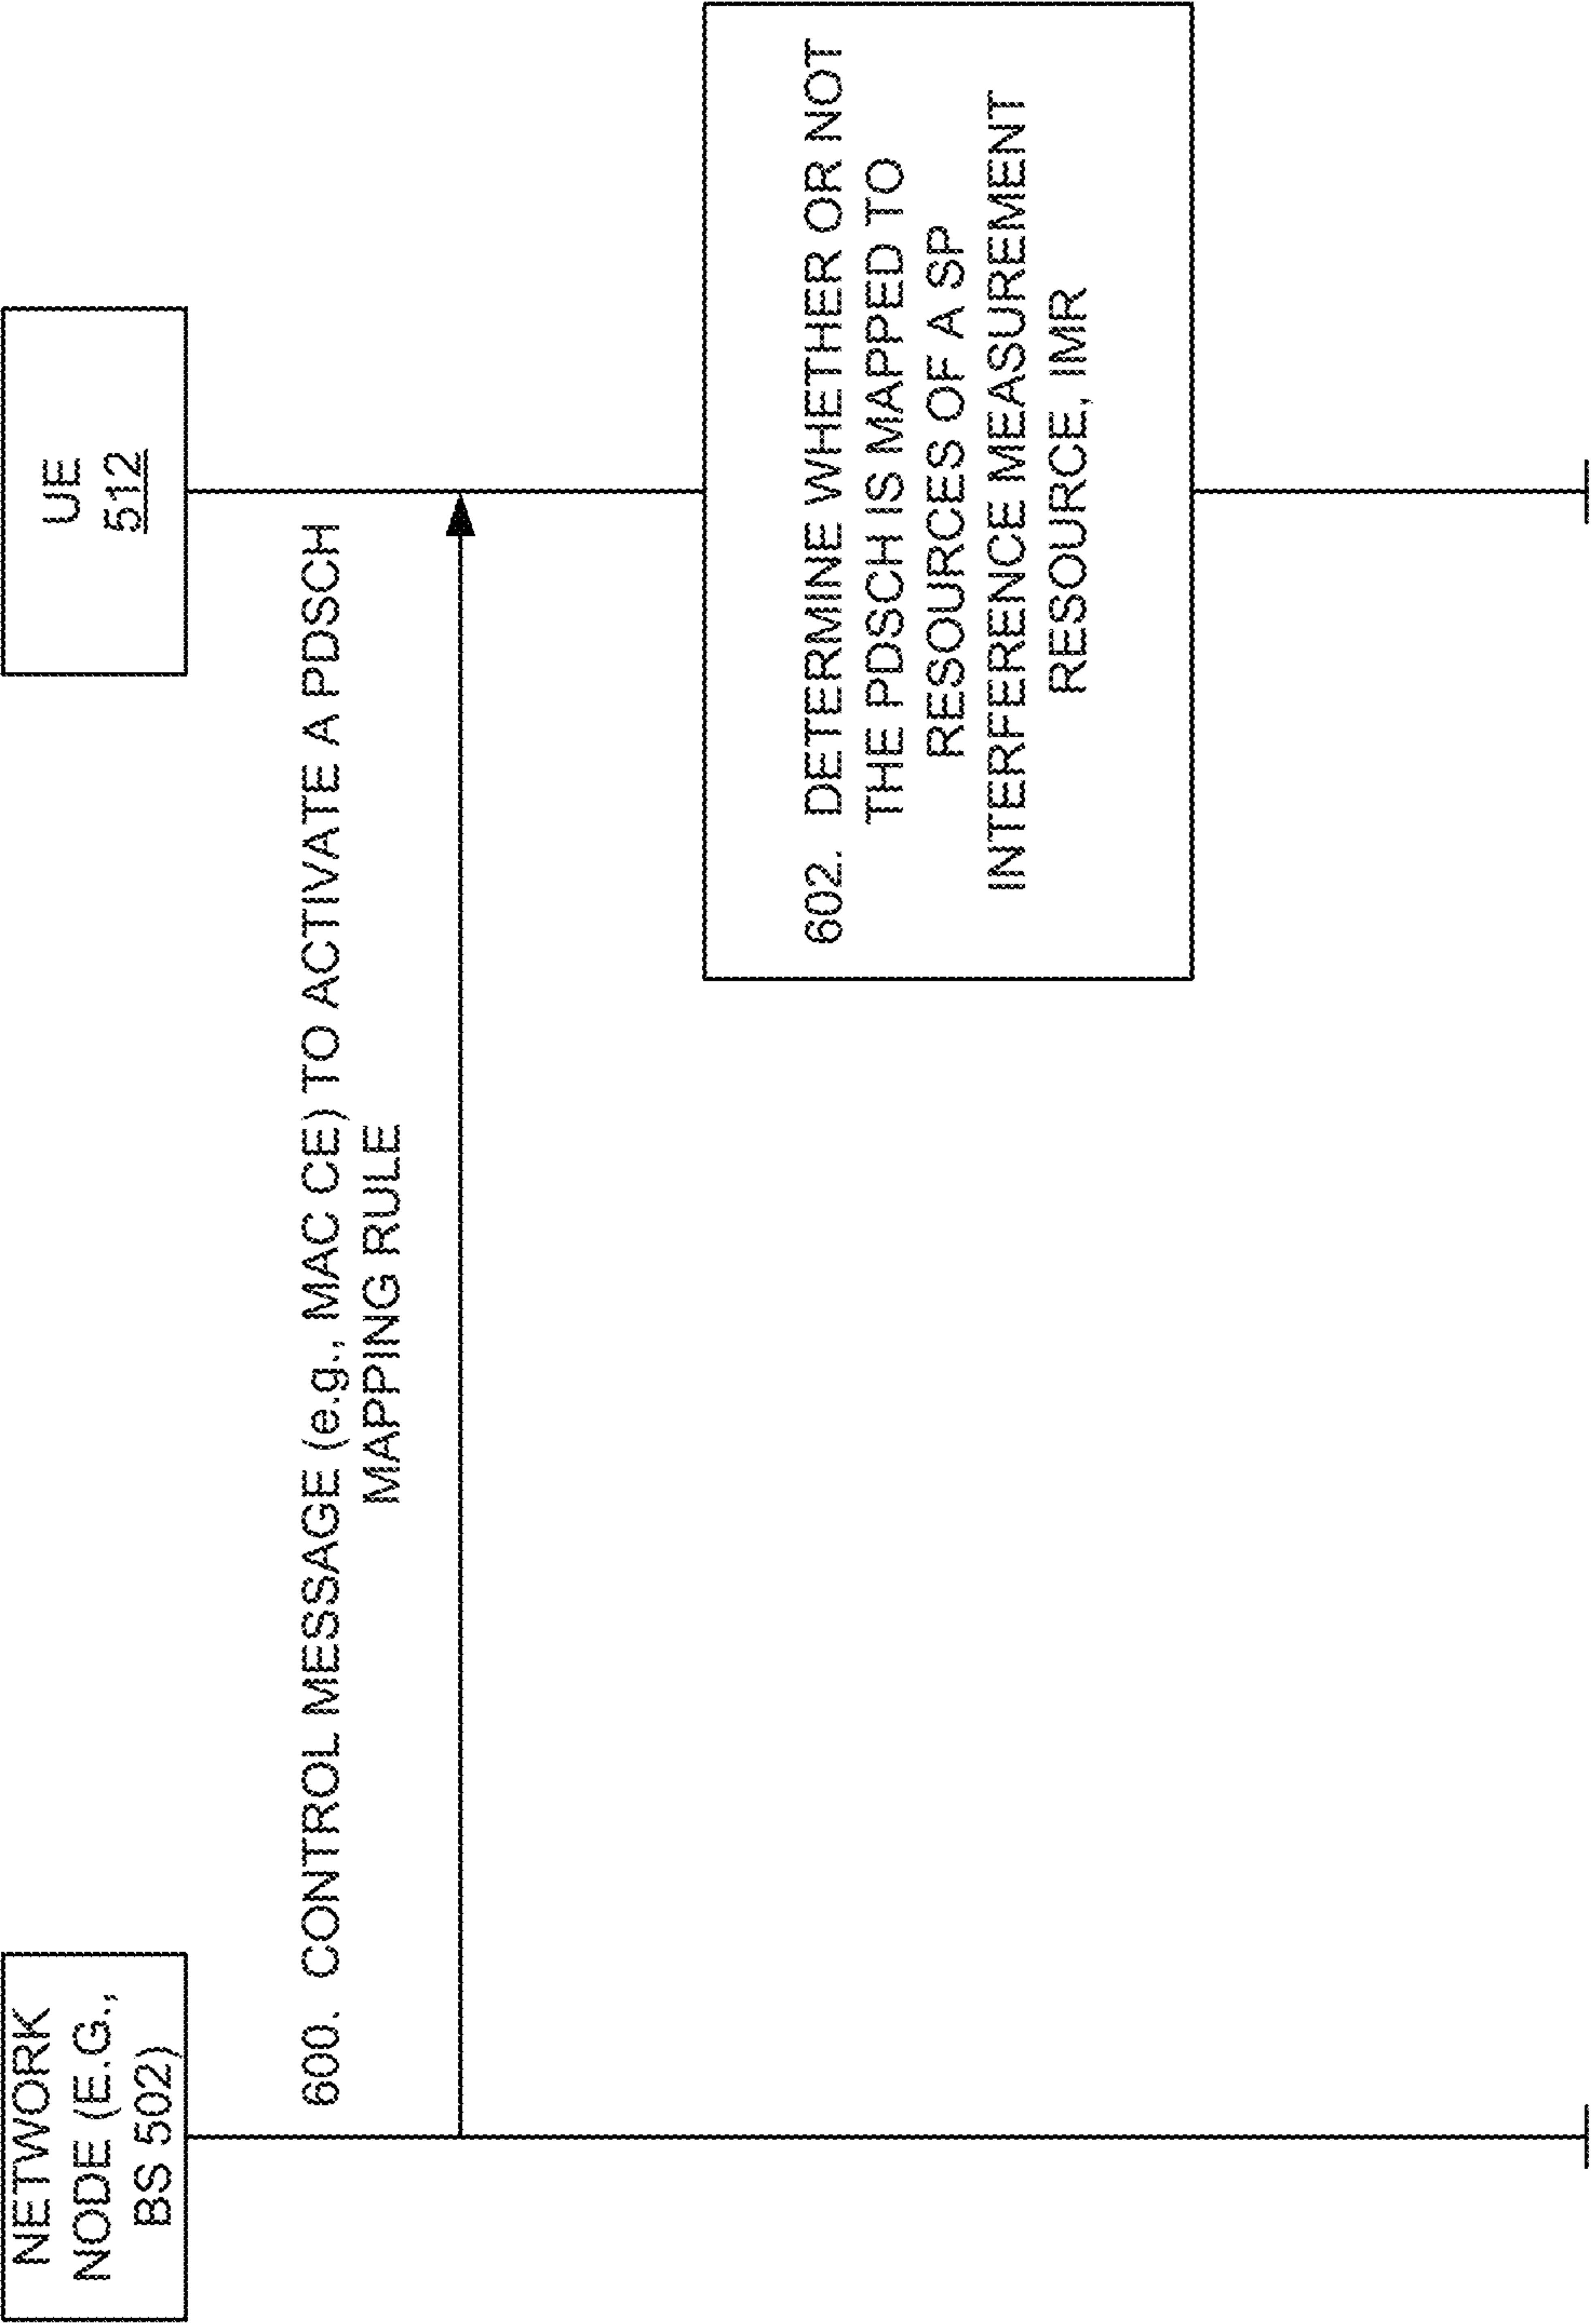 NETWORK
NODE (E.G.,
BS 502)
UE
512
600. CONTROL MESSAGE (e.g., MAC CE) TO ACTIVATE A PDSCH
MAPPING RULE
602. DETERMINE WHETHER OR NOT
THE PDSCH IS MAPPED TO
RESOURCES OF A SP
INTERFERENCE MEASUREMENT
RESOURCE, IMR